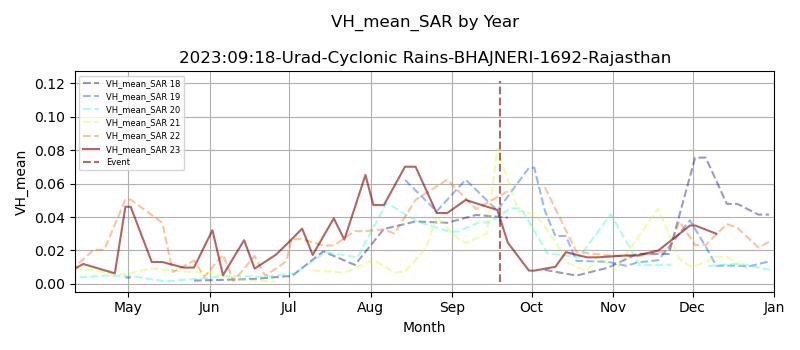 VH_mean_SAR by Year
2023:09:18-Urad-Cyclonic Rains-BHAJNERI-1692-Rajasthan
0.12
0.10
0.08
0.06
0.04
0.02
0.00
VH_mean
VH_mean_SAR 18
VH_mean_SAR 19
VH_mean_SAR 20
VH_mean_SAR 21
VH_mean_SAR 22
VH_mean_SAR 23
Event
May Jun Jul Aug Sep Oct Nov Dec Jan
Month